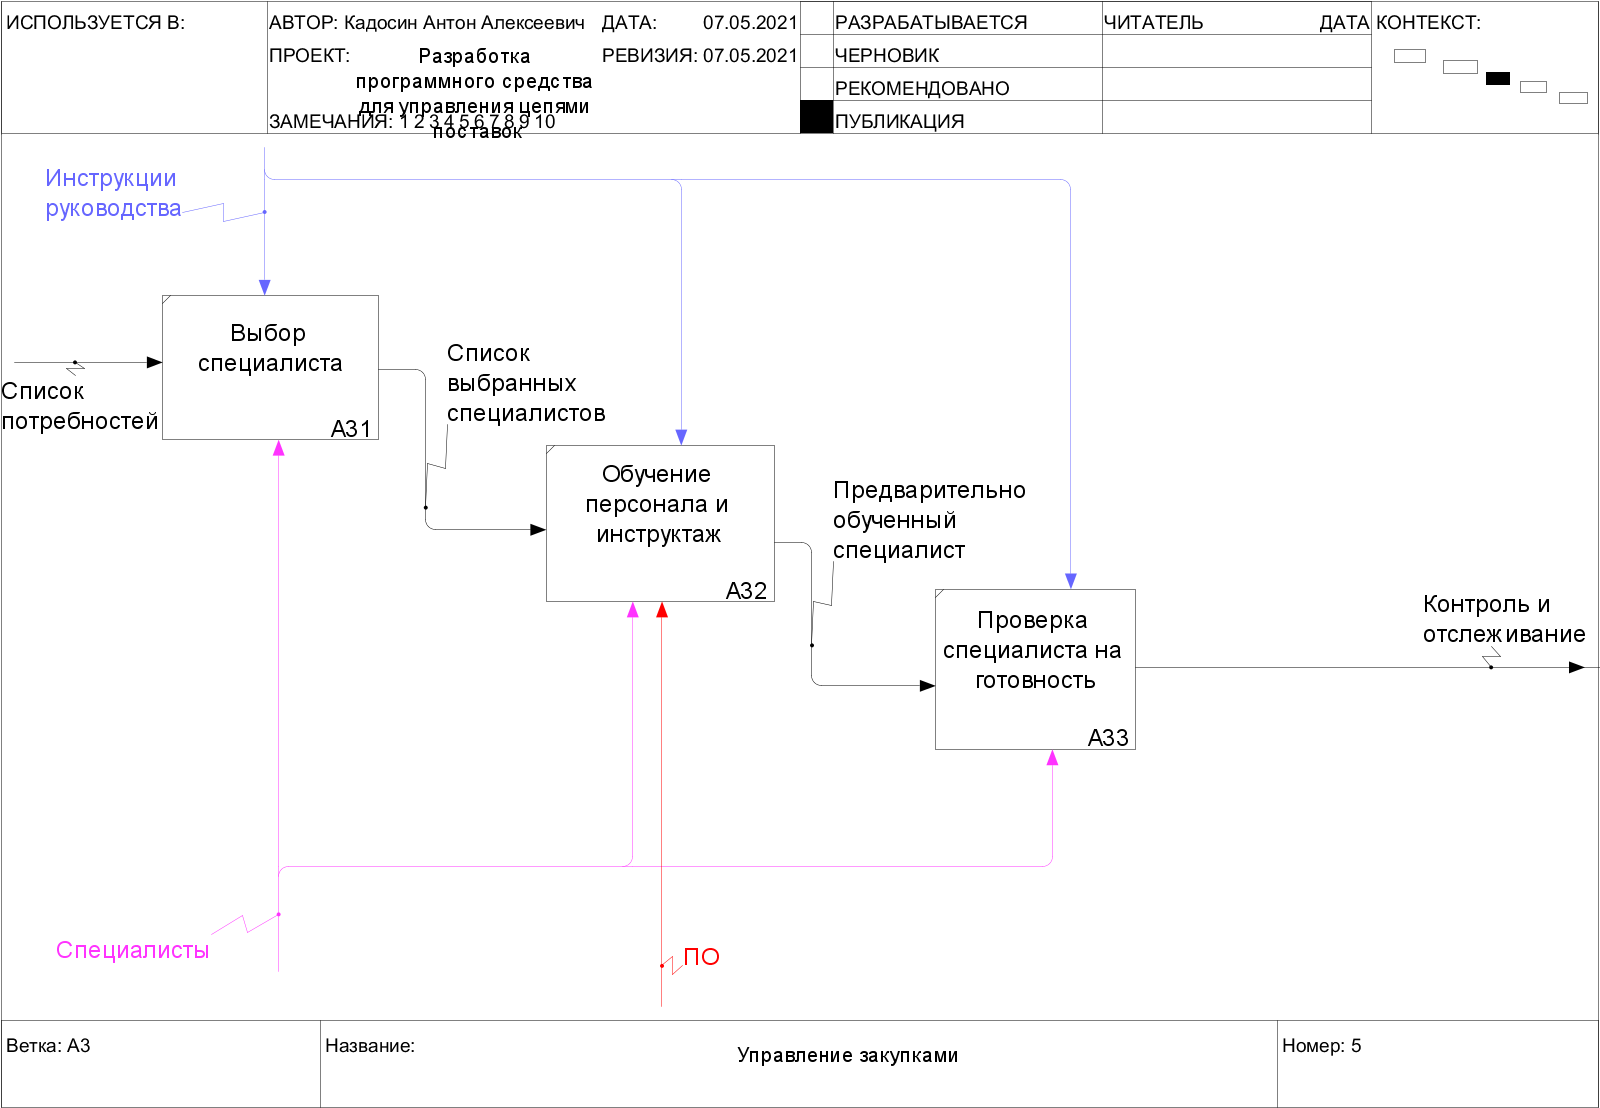 ИСПОЛЬЗУЕТСЯ В:
АВТОР: Кадосин Антон Алексеевич
ДАТА: 07.05.2021
ПРОЕКТ:
Разработка
программного средства
для управления цепями
поставок
РЕВИЗИЯ: 07.05.2021
ЗАМЕЧАНИЯ: 1 2 3 4 5 6 7 8 9 10
РАЗРАБАТЫВАЕТСЯ
ЧЕРНОВИК
РЕКОМЕНДОВАНО
ПУБЛИКАЦИЯ
ЧИТАТЕЛЬ
ДАТА
КОНТЕКСТ:
Инструкции
руководства
Выбор
специалиста
A31
Список
потребностей
Список
выбранных
специалистов
Обучение
персонала и
инструктаж
A32
Предварительно
обученный
специалист
Проверка
специалиста на
готовность
A33
Контроль и
отслеживание
Специалисты
ПО
Ветка: A3
Название:
Управление закупками
Номер: 5